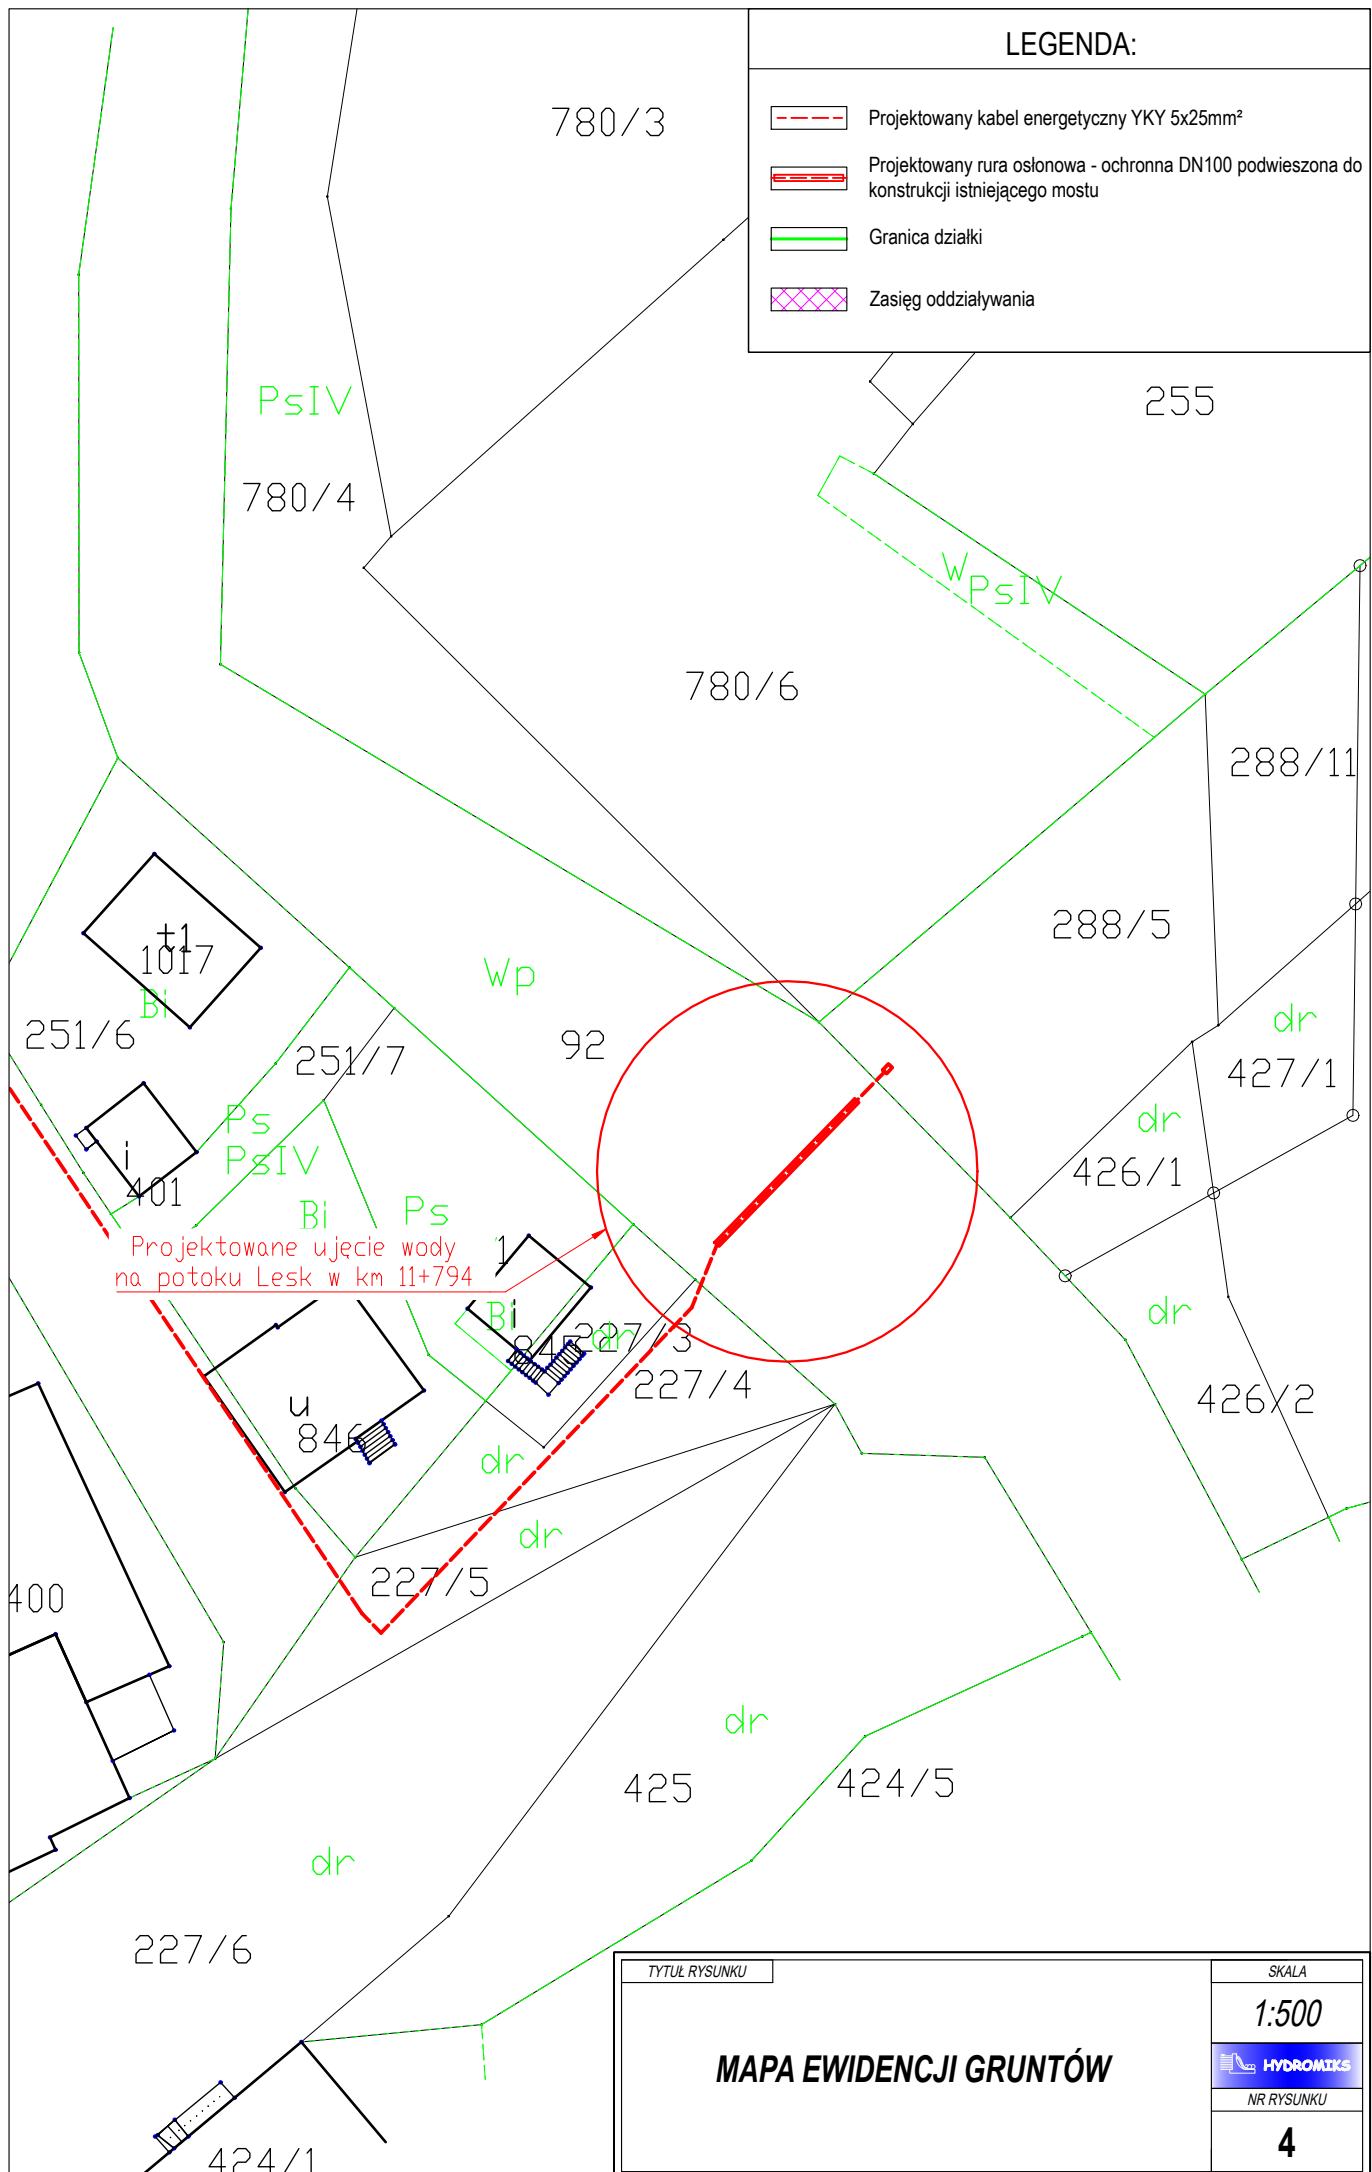 LEGENDA:
Projektowany kabel energetyczny YKY 5x25mm²
Projektowany rura osłonowa - ochronna DN100 podwieszona do
konstrukcji istniejącego mostu
Granica działki
Zasięg oddziaływania
780/3
PsIV
255
780/4
W
PsIV
780/6
288/11
288/5
t1
1017
Wp
Bi
251/6
92
251/7
dr
427/1
Ps
dr
PsIV
426/1
i
401
Bi
Ps
Projektowane ujęcie wody
na potoku Lesk w km 11+794
1
Bi
i
dr
845
227/3
dr
227/4
426/2
u
846
dr
dr
227/5
400
dr
425
424/5
dr
227/6
424/1
TYTUŁ RYSUNKU
MAPA EWIDENCJI GRUNTÓW
SKALA
1:500
HYDROMIKS
NR RYSUNKU
4